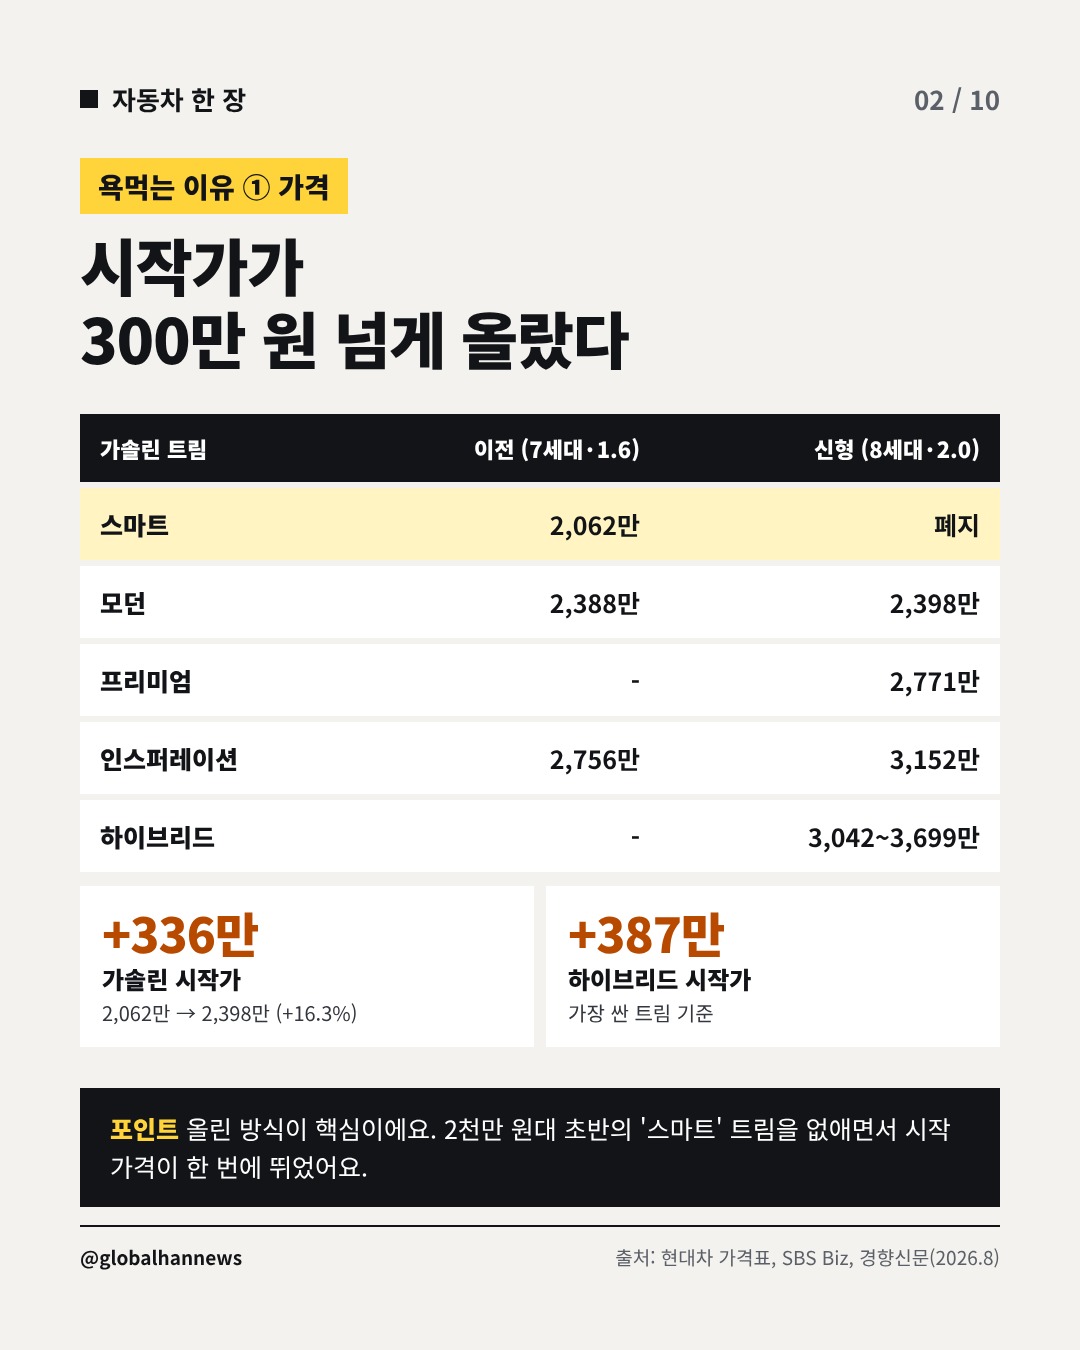 자동차 한 장
02 / 10
욕먹는 이유 ① 가격
시작가가
300만 원 넘게 올랐다
가솔린 트림 이전 (7세대·1.6) 신형 (8세대·2.0)
스마트 2,062만 폐지
모던 2,388만 2,398만
프리미엄 - 2,771만
인스퍼레이션 2,756만 3,152만
하이브리드 - 3,042~3,699만
+336만
가솔린 시작가
2,062만 → 2,398만 (+16.3%)
+387만
하이브리드 시작가
가장 싼 트림 기준
포인트 올린 방식이 핵심이에요. 2천만 원대 초반의 '스마트' 트림을 없애면서 시작
가격이 한 번에 뛰었어요.
@globalhannews
출처: 현대차 가격표, SBS Biz, 경향신문(2026.8)